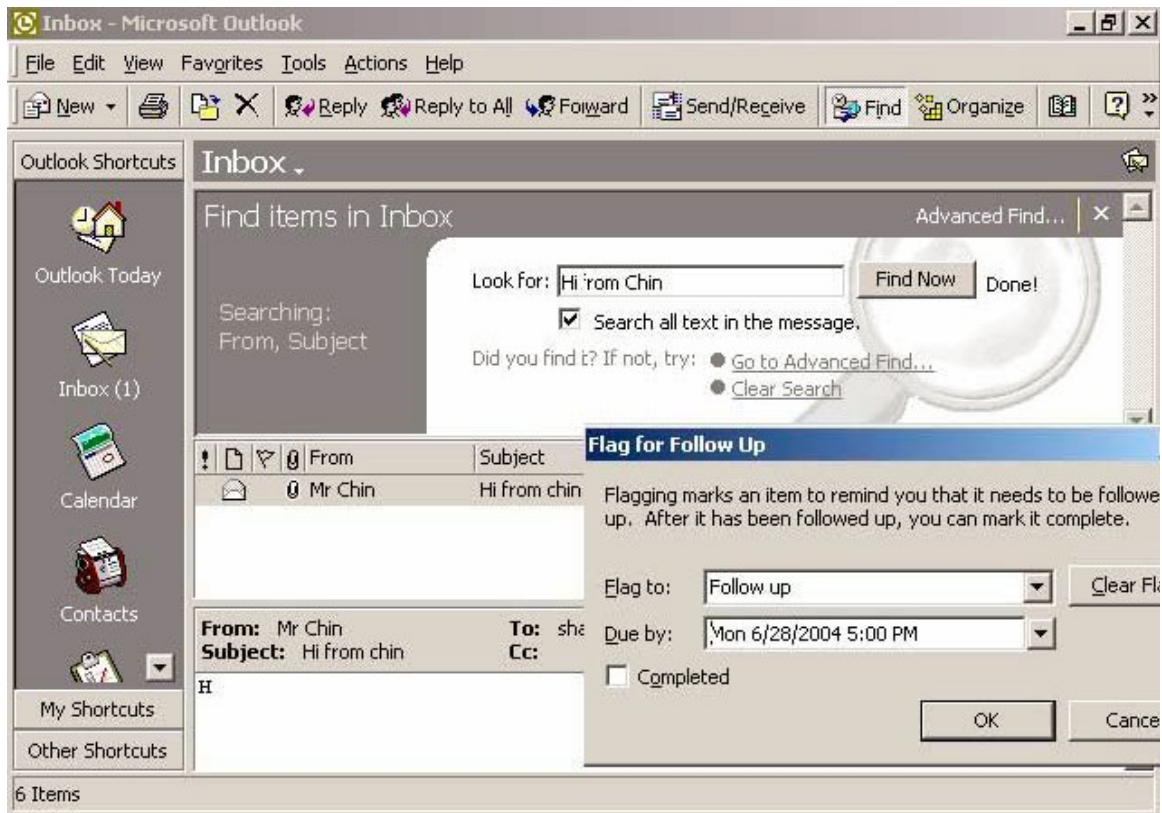 Inbox - Microsoft Outlook
File Edit View Favorites Tools Actions Help
New Reply Reply to All Forward Send/Receive Find Organize
Outlook Shortcuts
Inbox
Find items in Inbox
Advanced Find...
Outlook Today
Look for: Hi from Chin Find Now Done!
Searching:
From, Subject
Search all text in the message.
Did you find it? If not, try: Go to Advanced Find...
Clear Search
Inbox (1)
Calendar
Contacts
My Shortcuts
Other Shortcuts
From Subject
Mr Chin Hi from chin
From: Mr Chin To: sha
Subject: Hi from chin Cc:
H
Flag for Follow Up
Flagging marks an item to remind you that it needs to be followe
up. After it has been followed up, you can mark it complete.
Flag to: Follow up Clear Fla
Due by: Mon 6/28/2004 5:00 PM
Completed
OK Cance
6 Items